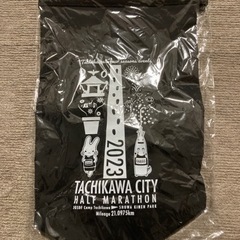 2023
TACHIKAWA CITY
HALF MARATHON
JGSDF Camp Tachikawa SHOWA KINEN PARK
Mileage 21.0975km